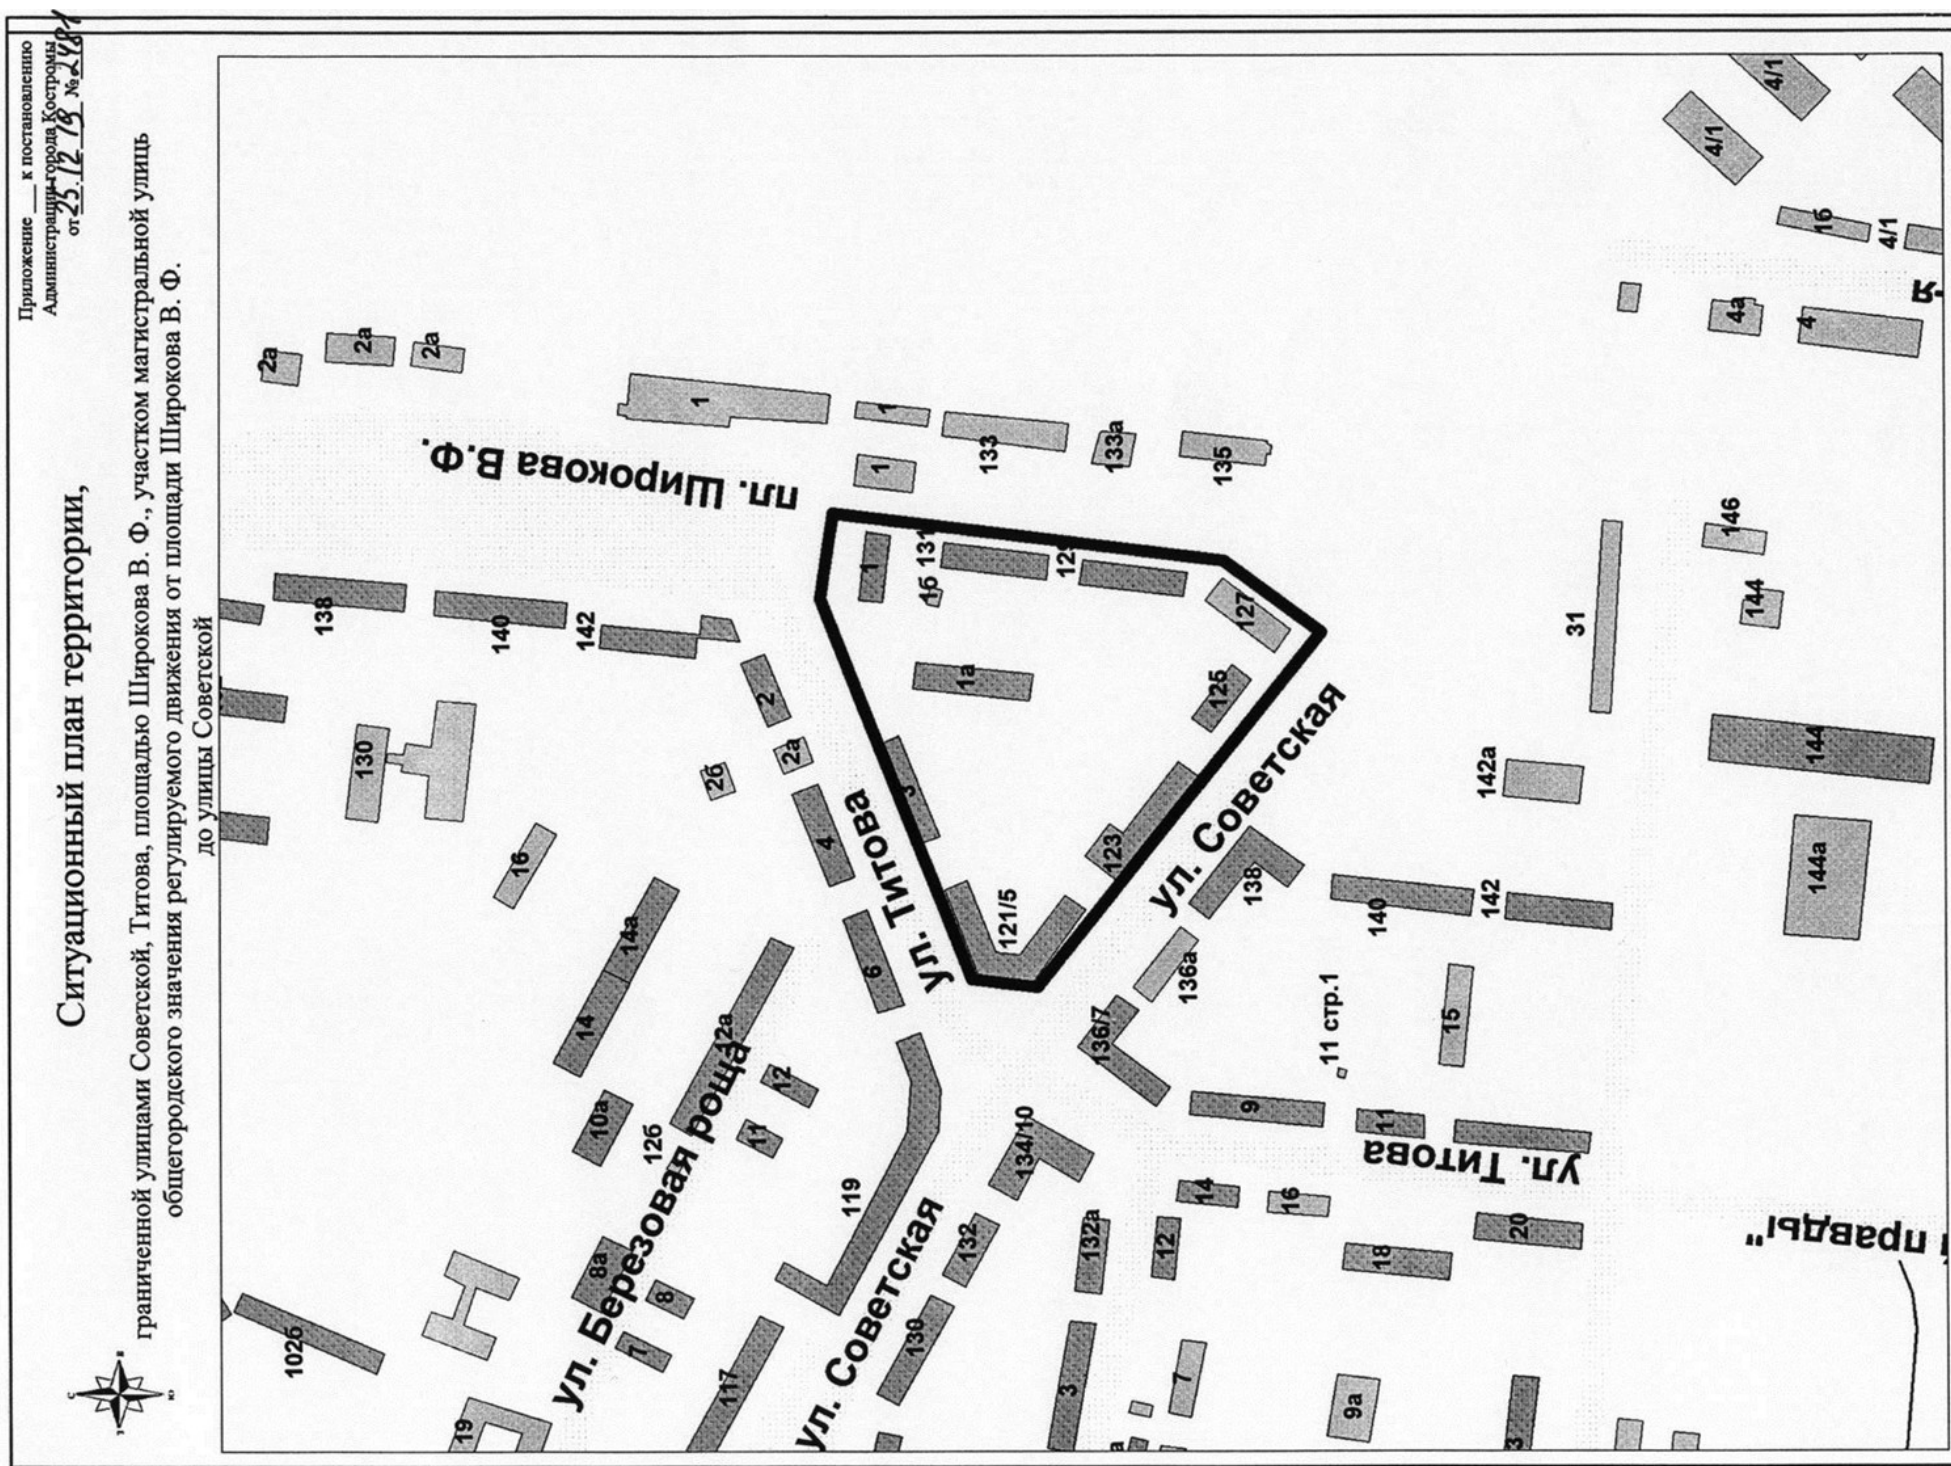 Приложение ____ к постановлению
Администрации города Костромы
от 25.12.18 № 2481
Ситуационный план территории,
граниченной улицами Советской, Титова, площадью Широкова В. Ф., участком магистральной улиць
общегородского значения регулируемого движения от площади Широкова В. Ф.
до улицы Советской
с
ю
в
2а
2а
2а
1
1
133
133а
135
1
пл. Широкова В.Ф.
138
140
142
2
2а
2б
4
6
130
16
14а
14
10а
12а
12б
12
11
8а
8
7
102б
19
117
119
ул. Березовая роща
ул. Титова
ул. Советская
1
131
1б
127
125
1а
3
123
121/5
ул. Советская
138
136а
136/7
140
142
142а
144
144а
31
146
144
11 стр.1
15
9
11
ул. Титова
134/10
132
132а
130
12
14
16
18
20
3
7
9а
3
а
правды"
4/1
4/1
4/1
16
4а
4
-я